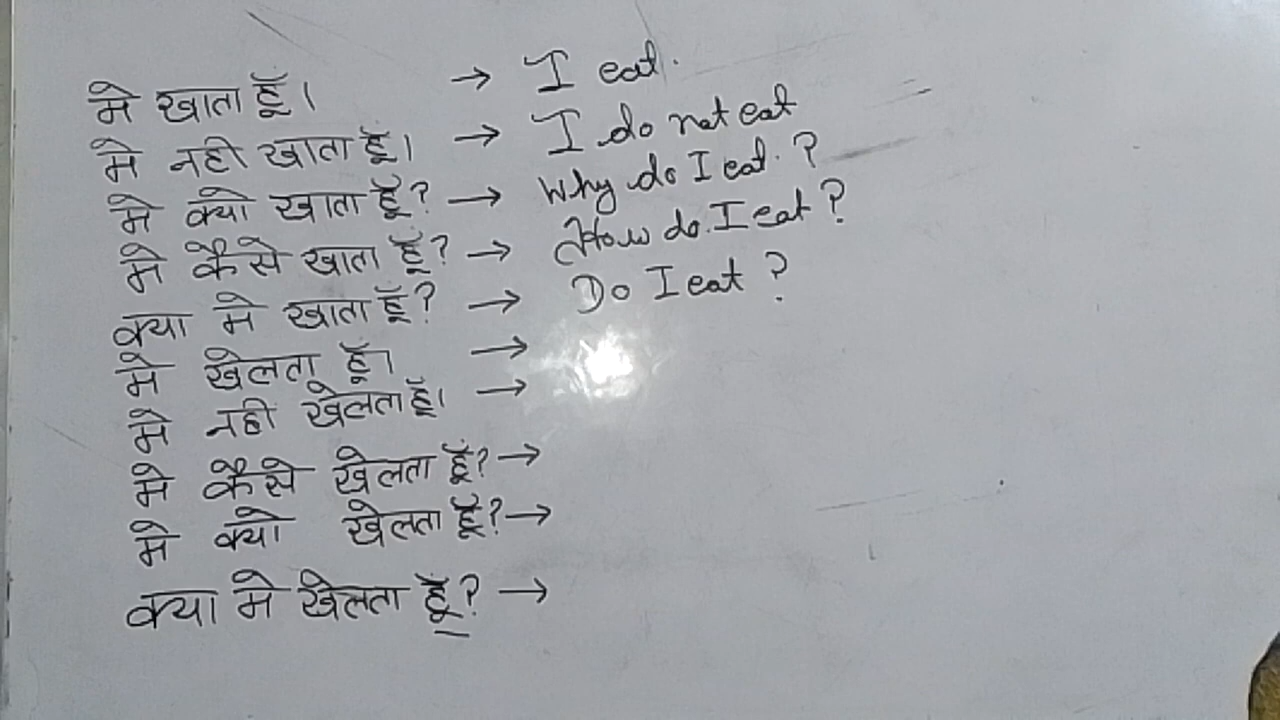 मे खाता हूँ। → I eat.
मे नही खाता हूँ। → I do not eat
मे क्यो खाता हूँ? → Why do I eat.?
मे कैसे खाता हूँ? → How do I eat?
क्या मे खाता हूँ? → Do I eat?
मे खेलता हूँ। →
मे नही खेलता हूँ। →
मे कैसे खेलता हूँ? →
मे क्यो खेलता हूँ? →
क्या मे खेलता हूँ? →